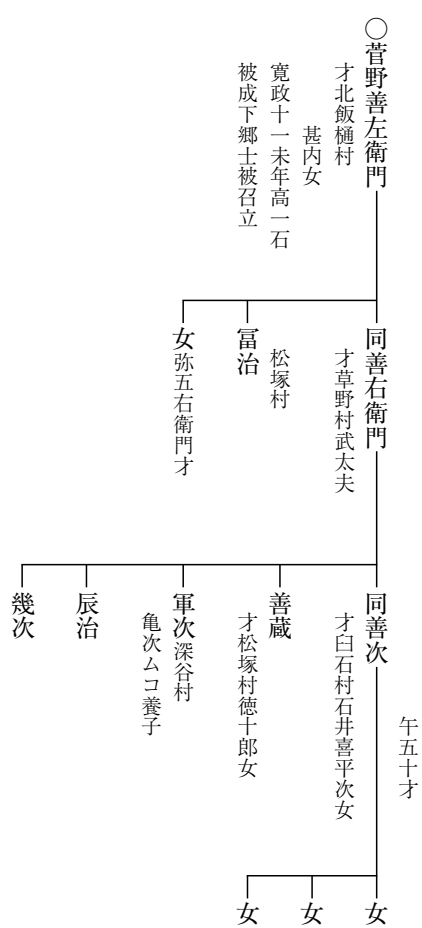 〇菅野善左衛門
才北飯樋村
甚内女
寛政十一未年高一石
被成下郷士被召立
同善右衛門
才草野村武太夫
松塚村
冨治
女弥五右衛門才
午五十才
同善次
才臼石村石井喜平次女
善蔵
才松塚村徳十郎女
軍次深谷村
亀次ムコ養子
辰治
幾次
女
女
女